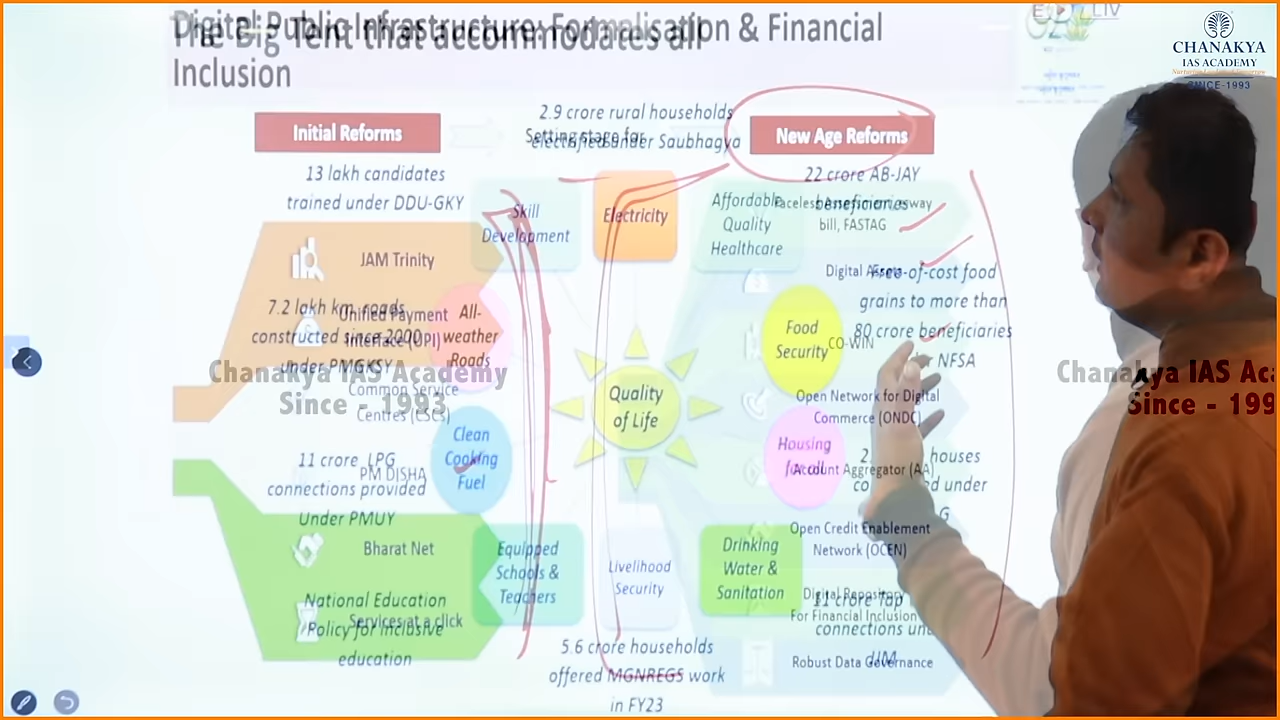 Digital Public Infrastructure: Formalisation & Financial
Inclusion
The Big Tent that accommodates all
CHANAKYA
IAS ACADEMY
Nurturing Leaders of Tomorrow
SINCE-1993
Initial Reforms
Setting stage for
New Age Reforms
2.9 crore rural households
electrified under Saubhagya
13 lakh candidates
trained under DDU-GKY
Skill
Development
Electricity
Affordable
Quality
Healthcare
22 crore AB-JAY
beneficiaries
bill, FASTAG
JAM Trinity
Unified Payment
Interface (UPI)
7.2 lakh km roads
constructed since 2000
under PMGKSY
All-
weather
Roads
Food
Security
Digital Assets
Free-of-cost food
grains to more than
80 crore beneficiaries
NFSA
CO-WIN
Chanakya IAS Academy
Since - 1993
Chanakya IAS Aca
Since - 199
Common Service
Centres (CSCs)
Quality
of Life
Open Network for Digital
Commerce (ONDC)
Clean
Cooking
Fuel
Housing
for all
Account Aggregator (AA)
11 crore LPG
connections provided
Under PMUY
PM DISHA
houses
under
G
Bharat Net
Equipped
Schools &
Teachers
Livelihood
Security
Drinking
Water &
Sanitation
Open Credit Enablement
Network (OCEN)
National Education
Policy for inclusive
education
Services at a click
Digital Repository
For Financial Inclusion
11 crore Tap
connections
JJM
Robust Data Governance
5.6 crore households
offered MGNREGS work
in FY23